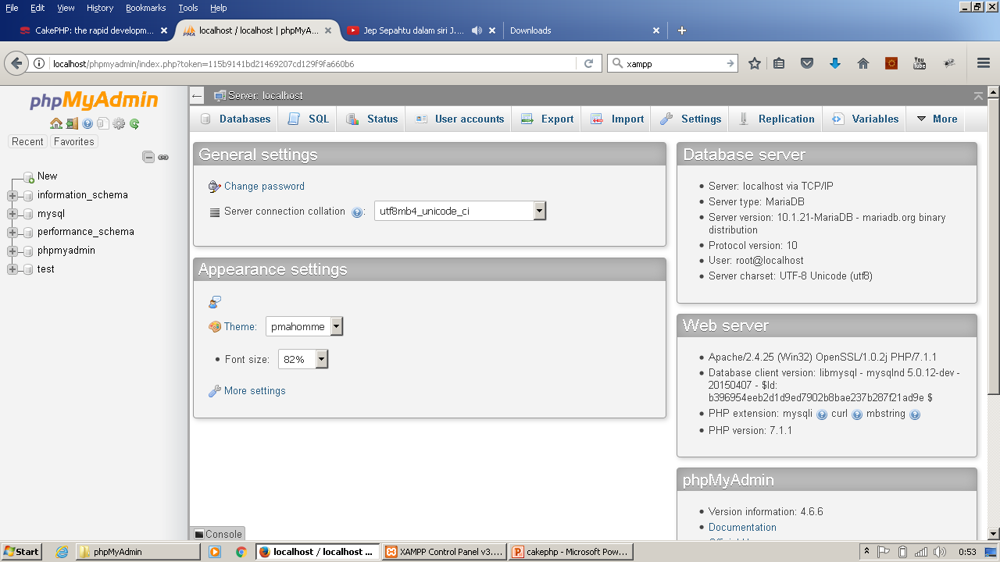 File Edit View History Bookmarks Tools Help
CakePHP: the rapid developm...
localhost / localhost | phpMyA...
Jep Sepahtu dalam siri J....
Downloads
localhost/phpmyadmin/index.php?token=115b9141bd21469207cd129f9fa660b6
xampp
You Tube
phpMyAdmin
Recent Favorites
New
information_schema
mysql
performance_schema
phpmyadmin
test
Server: localhost
Databases SQL Status User accounts Export Import Settings Replication Variables More
General settings
Change password
Server connection collation : utf8mb4_unicode_ci
Appearance settings
Theme: pmahomme
Font size: 82%
More settings
Database server
Server: localhost via TCP/IP
Server type: MariaDB
Server version: 10.1.21-MariaDB - mariadb.org binary
distribution
Protocol version: 10
User: root@localhost
Server charset: UTF-8 Unicode (utf8)
Web server
Apache/2.4.25 (Win32) OpenSSL/1.0.2j PHP/7.1.1
Database client version: libmysql - mysqlnd 5.0.12-dev -
20150407 - $Id:
b396954eeb2d1d9ed7902b8bae237b287f21ad9e $
PHP extension: mysqli curl mbstring
PHP version: 7.1.1
phpMyAdmin
Version information: 4.6.6
Documentation
Console
Start
phpMyAdmin
localhost / localhost ...
XAMPP Control Panel v3....
cakephp - Microsoft Pow...
0:53